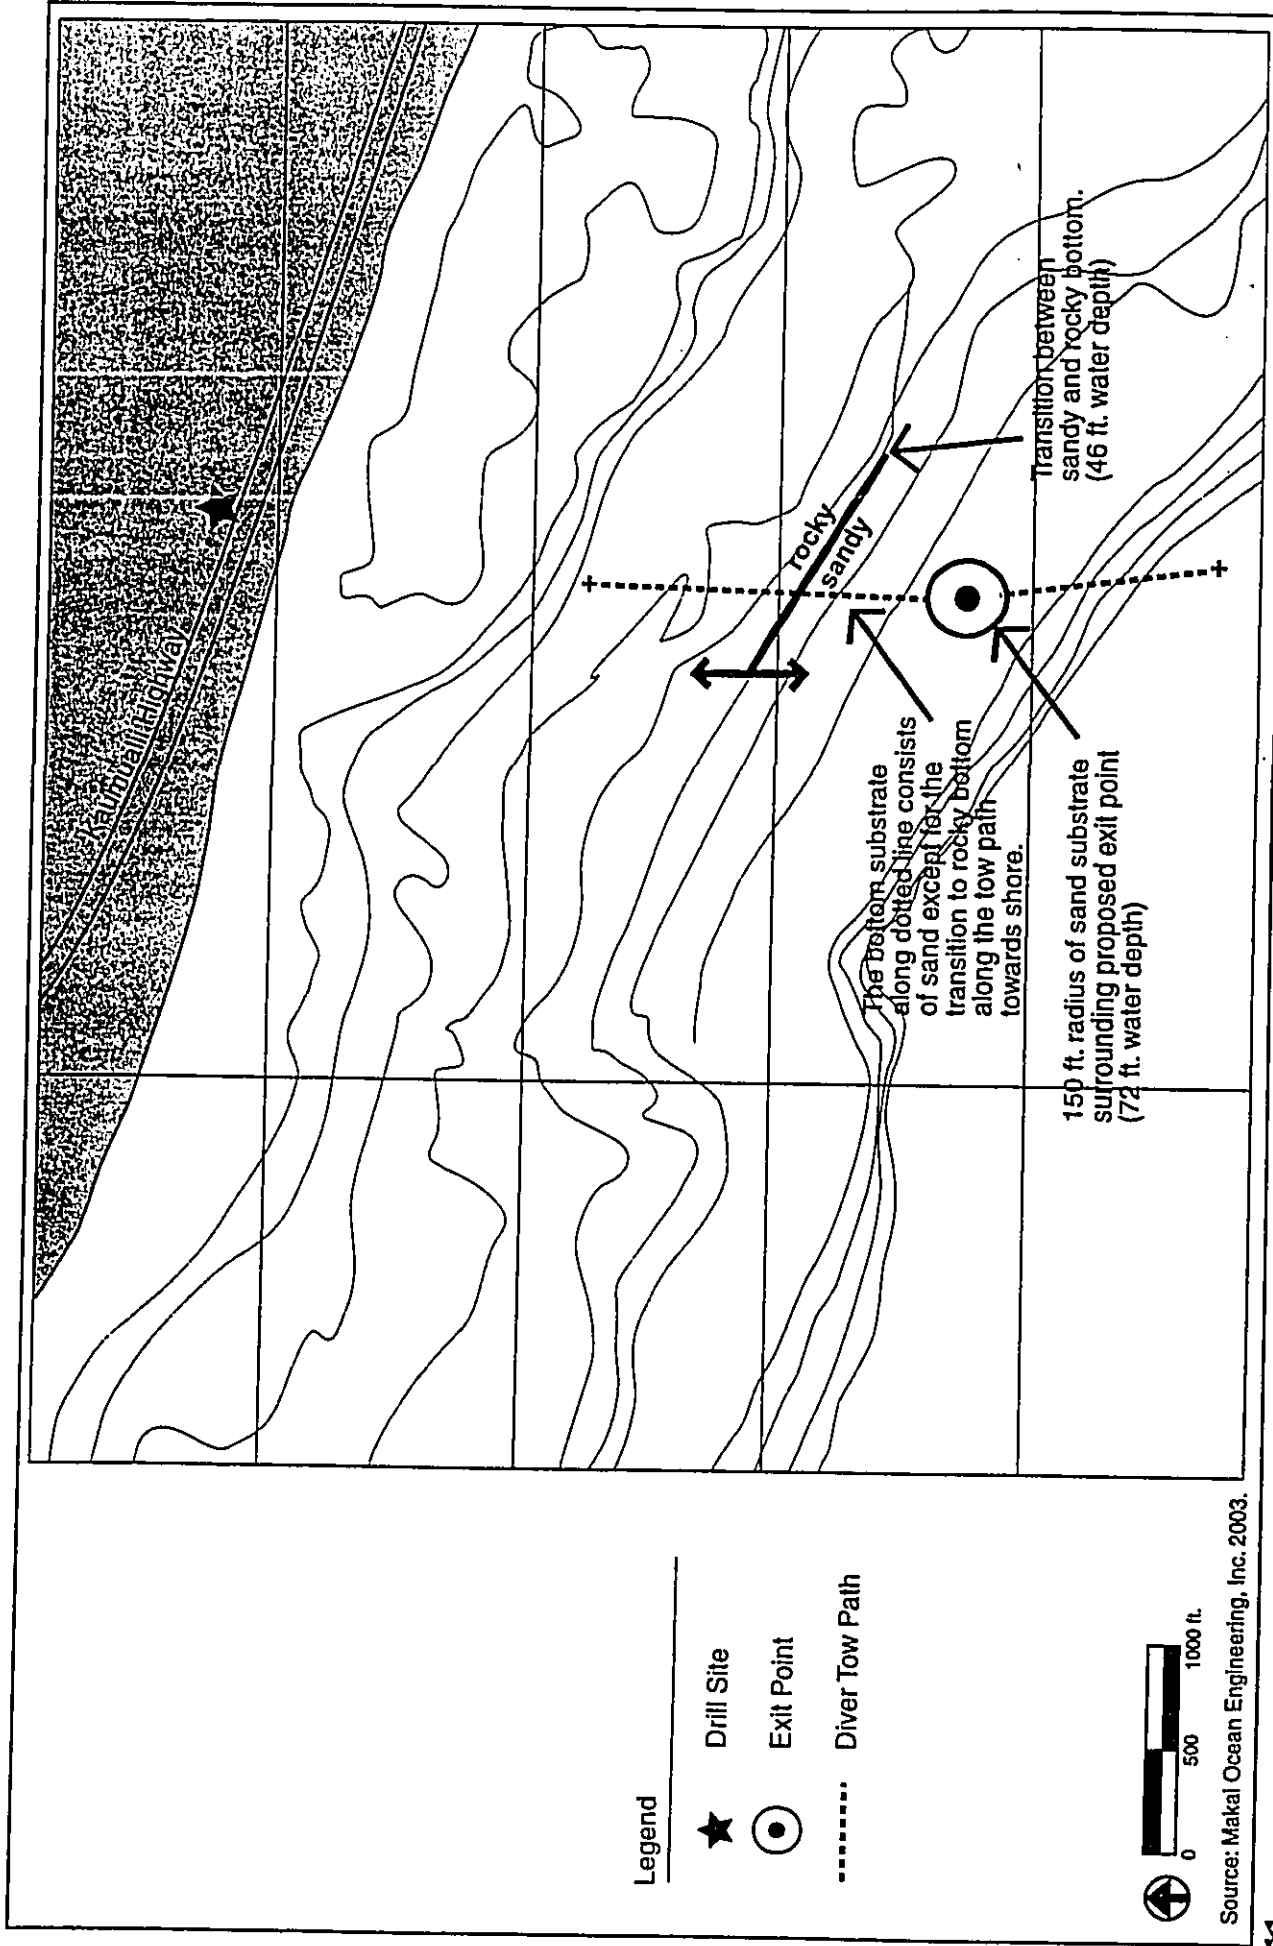 Kaumualii Highway
rocky
sandy
Transition between
sandy and rocky bottom.
(46 ft. water depth)
The bottom substrate
along dotted line consists
of sand except for the
transition to rocky bottom
along the tow path
towards shore.
150 ft. radius of sand substrate
surrounding proposed exit point
(72 ft. water depth)
Legend
Drill Site
Exit Point
Diver Tow Path
0 500 1000 ft.
Source: Makai Ocean Engineering, Inc. 2003.